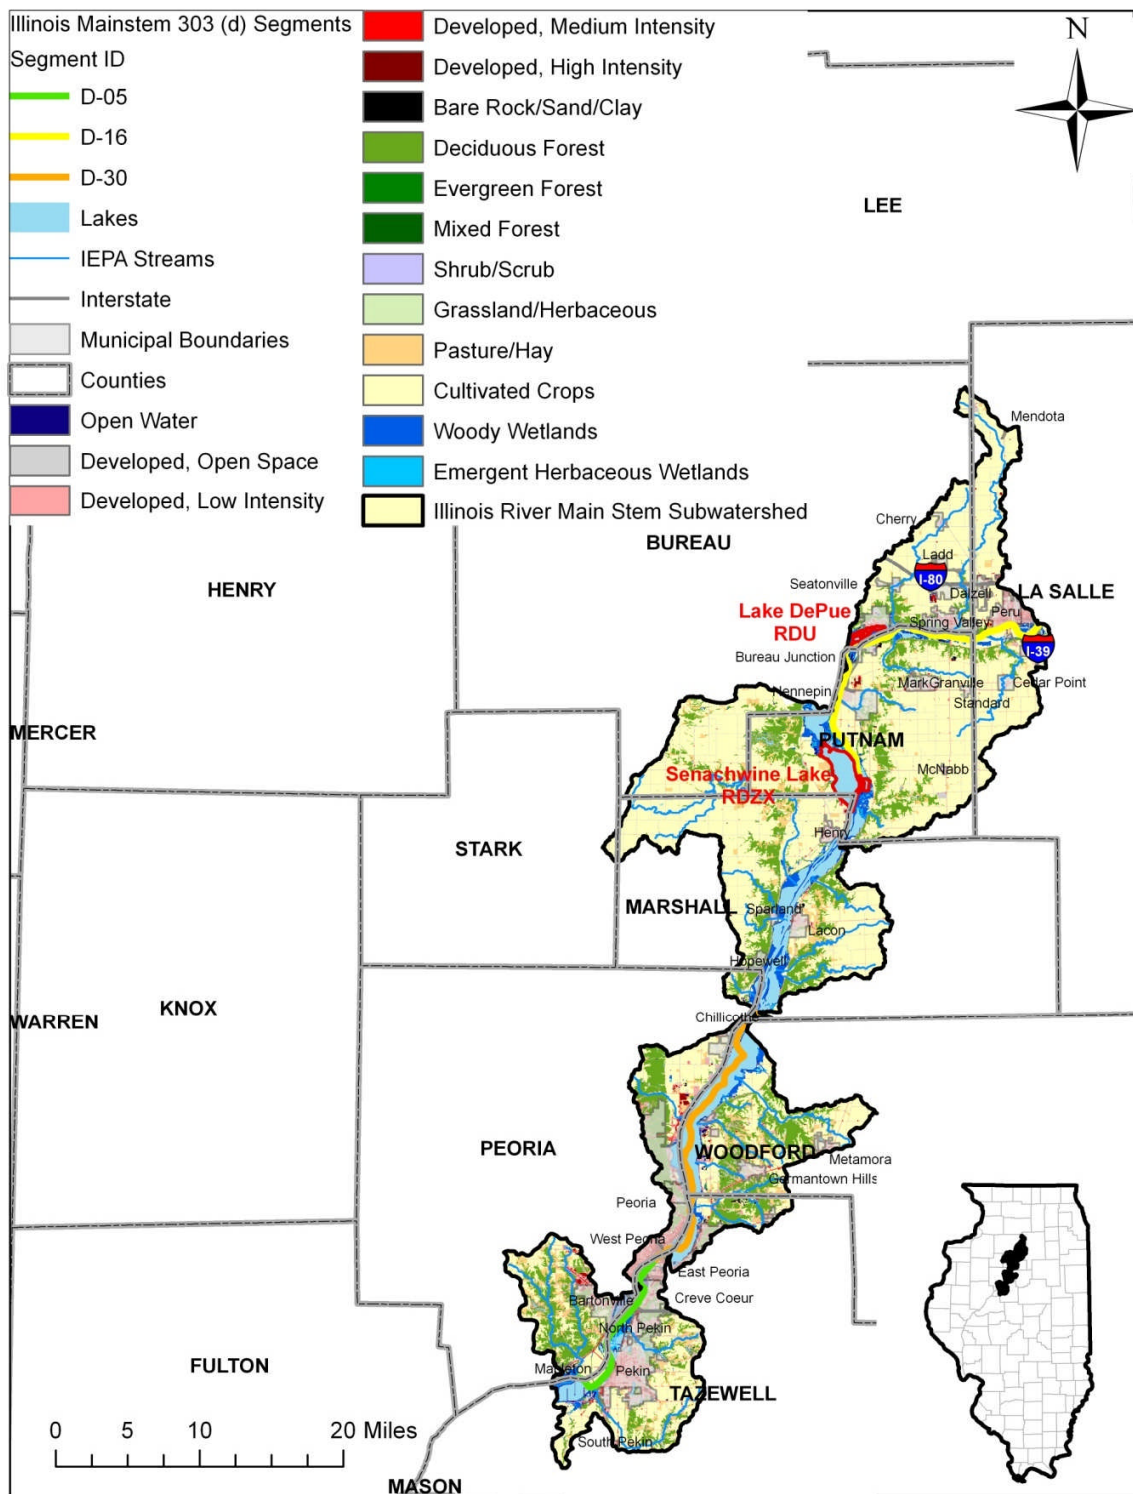 Illinois Mainstem 303 (d) Segments
Segment ID
D-05
D-16
D-30
Lakes
IEPA Streams
Interstate
Municipal Boundaries
Counties
Open Water
Developed, Open Space
Developed, Low Intensity
Developed, Medium Intensity
Developed, High Intensity
Bare Rock/Sand/Clay
Deciduous Forest
Evergreen Forest
Mixed Forest
Shrub/Scrub
Grassland/Herbaceous
Pasture/Hay
Cultivated Crops
Woody Wetlands
Emergent Herbaceous Wetlands
Illinois River Main Stem Subwatershed
N
LEE
Mendota
Cherry
BUREAU
Ladd
HENRY
I-80
Seatonville
Dalzell
LA SALLE
Peru
Lake DePue
RDU
Spring Valley
I-39
Bureau Junction
Mark
Granville
Cedar Point
Hennepin
Standard
MERCER
PUTNAM
McNabb
Senachwine Lake
RDZX
Henry
STARK
MARSHALL
Sparland
Lacon
Hopewell
KNOX
WARREN
Chillicothe
PEORIA
WOODFORD
Metamora
Germantown Hills
Peoria
West Peoria
East Peoria
Creve Coeur
Bartonville
North Pekin
FULTON
Mapleton
Pekin
TAZEWELL
0 5 10 20 Miles
South Pekin
MASON